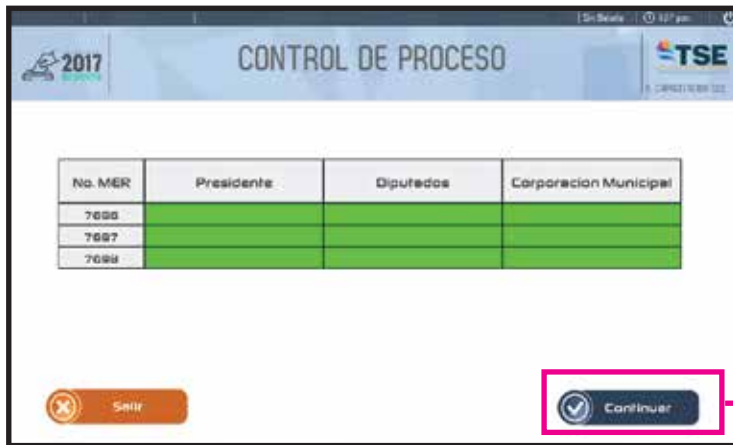 2017
CONTROL DE PROCESO
TSE
No. MER Presidente Diputados Corporacion Municipal
7696
7697
7698
Salir
Continuar